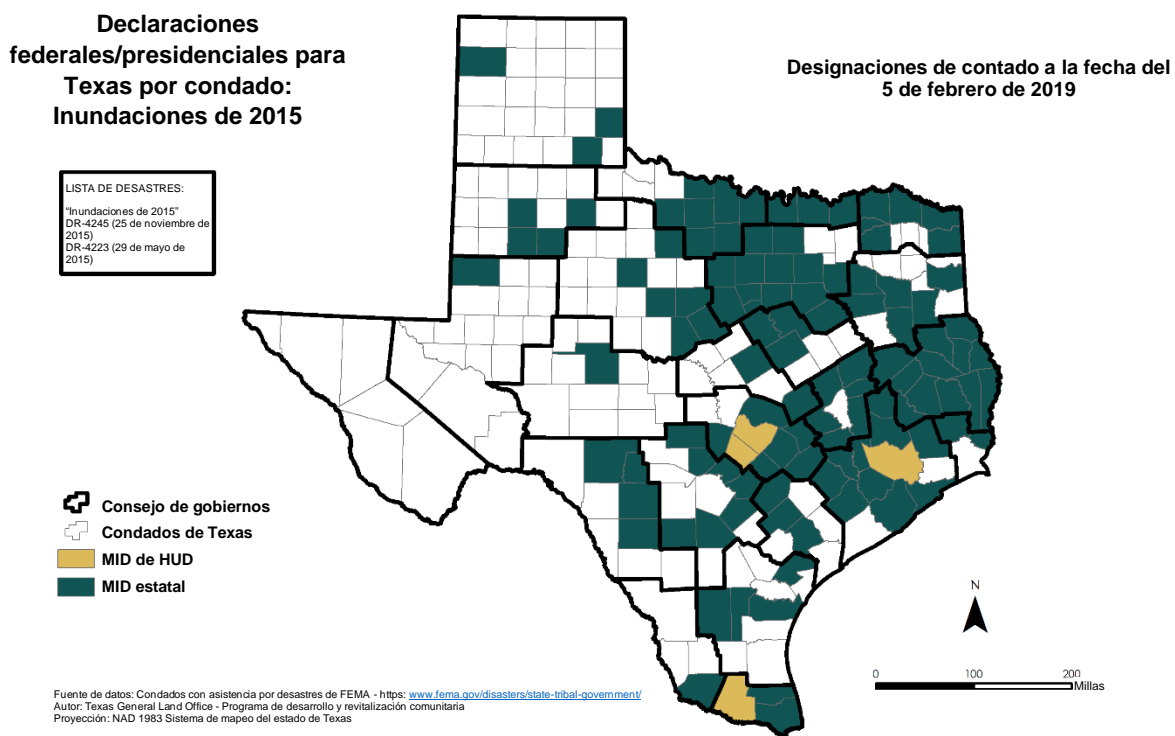 Declaraciones
federales/presidenciales para
Texas por condado:
Inundaciones de 2015
Designaciones de contado a la fecha del
5 de febrero de 2019
LISTA DE DESASTRES:
“Inundaciones de 2015”
DR-4245 (25 de noviembre de
2015)
DR-4223 (29 de mayo de
2015)
Consejo de gobiernos
Condados de Texas
MID de HUD
MID estatal
N
0 100 200
Millas
Fuente de datos: Condados con asistencia por desastres de FEMA - https: www.fema.gov/disasters/state-tribal-government/
Autor: Texas General Land Office - Programa de desarrollo y revitalización comunitaria
Proyección: NAD 1983 Sistema de mapeo del estado de Texas